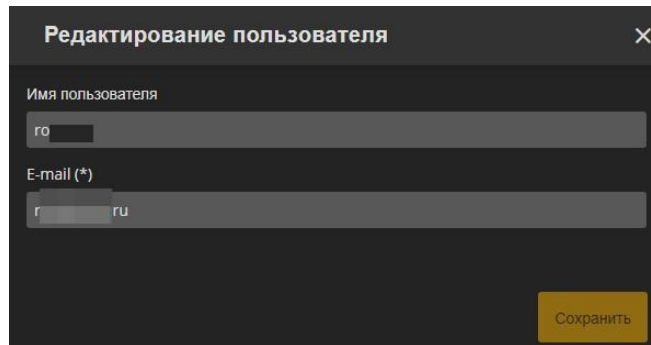 Редактирование пользователя
Имя пользователя
ro
E-mail (*)
r ru
Сохранить